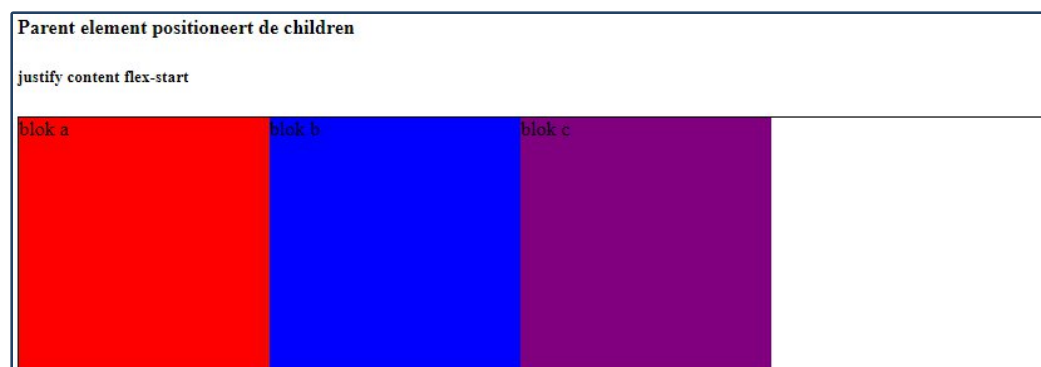 Parent element positioneert de children
justify content flex-start
blok a blok b blok c